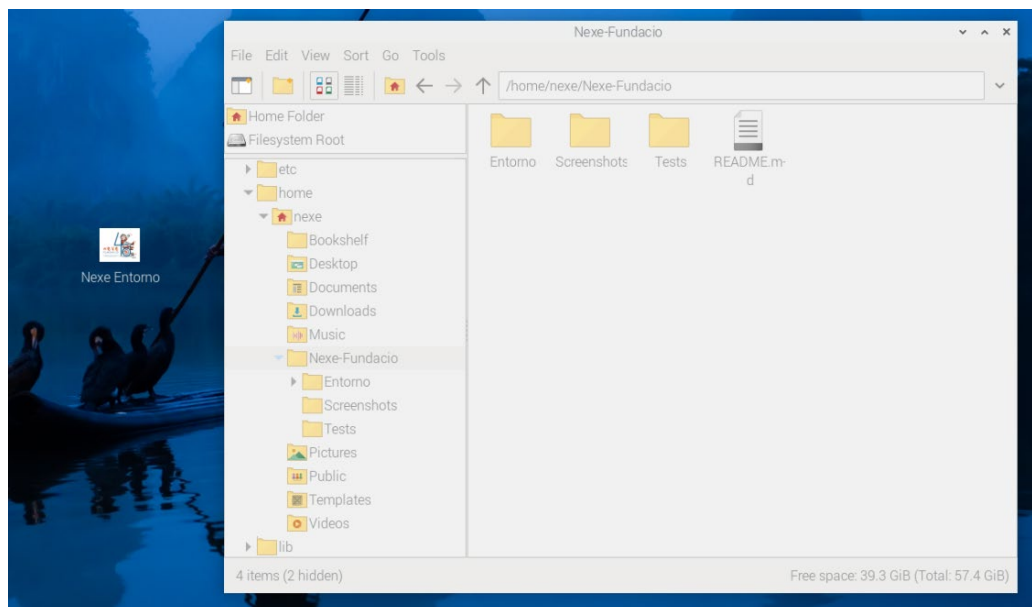 Nexe-Fundacio
File Edit View Sort Go Tools
/home/nexe/Nexe-Fundacio
Home Folder
Filesystem Root
etc
home
nexe
Bookshelf
Desktop
Documents
Downloads
Music
Nexe-Fundacio
Entorno
Screenshots
Tests
Pictures
Public
Templates
Videos
lib
Entorno Screenshots Tests README.m-
d
Nexe Entorno
4 items (2 hidden) Free space: 39.3 GiB (Total: 57.4 GiB)